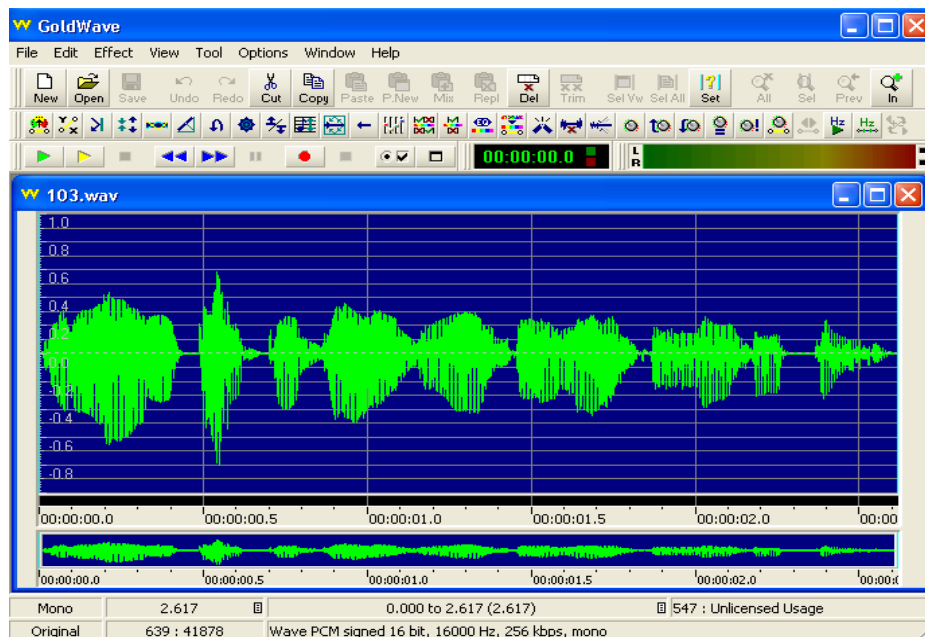 GoldWave
File Edit Effect View Tool Options Window Help
New Open Save Undo Redo Cut Copy Paste P.New Mix Repl Del Trim Sel Vw Sel All Set All Sel Prev In
Hz Hz
00:00:00.0 L
R
103.wav
1.0
0.8
0.6
0.4
0.2
0.0
-0.2
-0.4
-0.6
-0.8
00:00:00.0 00:00:00.5 00:00:01.0 00:00:01.5 00:00:02.0 00:00
00:00:00.0 00:00:00.5 00:00:01.0 00:00:01.5 00:00:02.0 00:00:0
Mono 2.617 0.000 to 2.617 (2.617) 547 : Unlicensed Usage
Original 639 : 41878 Wave PCM signed 16 bit, 16000 Hz, 256 kbps, mono